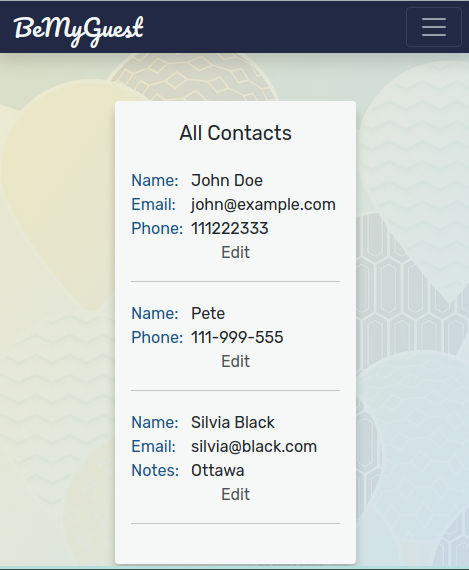 BeMyGuest
All Contacts
Name: John Doe
Email: john@example.com
Phone: 111222333
Edit
Name: Pete
Phone: 111-999-555
Edit
Name: Silvia Black
Email: silvia@black.com
Notes: Ottawa
Edit